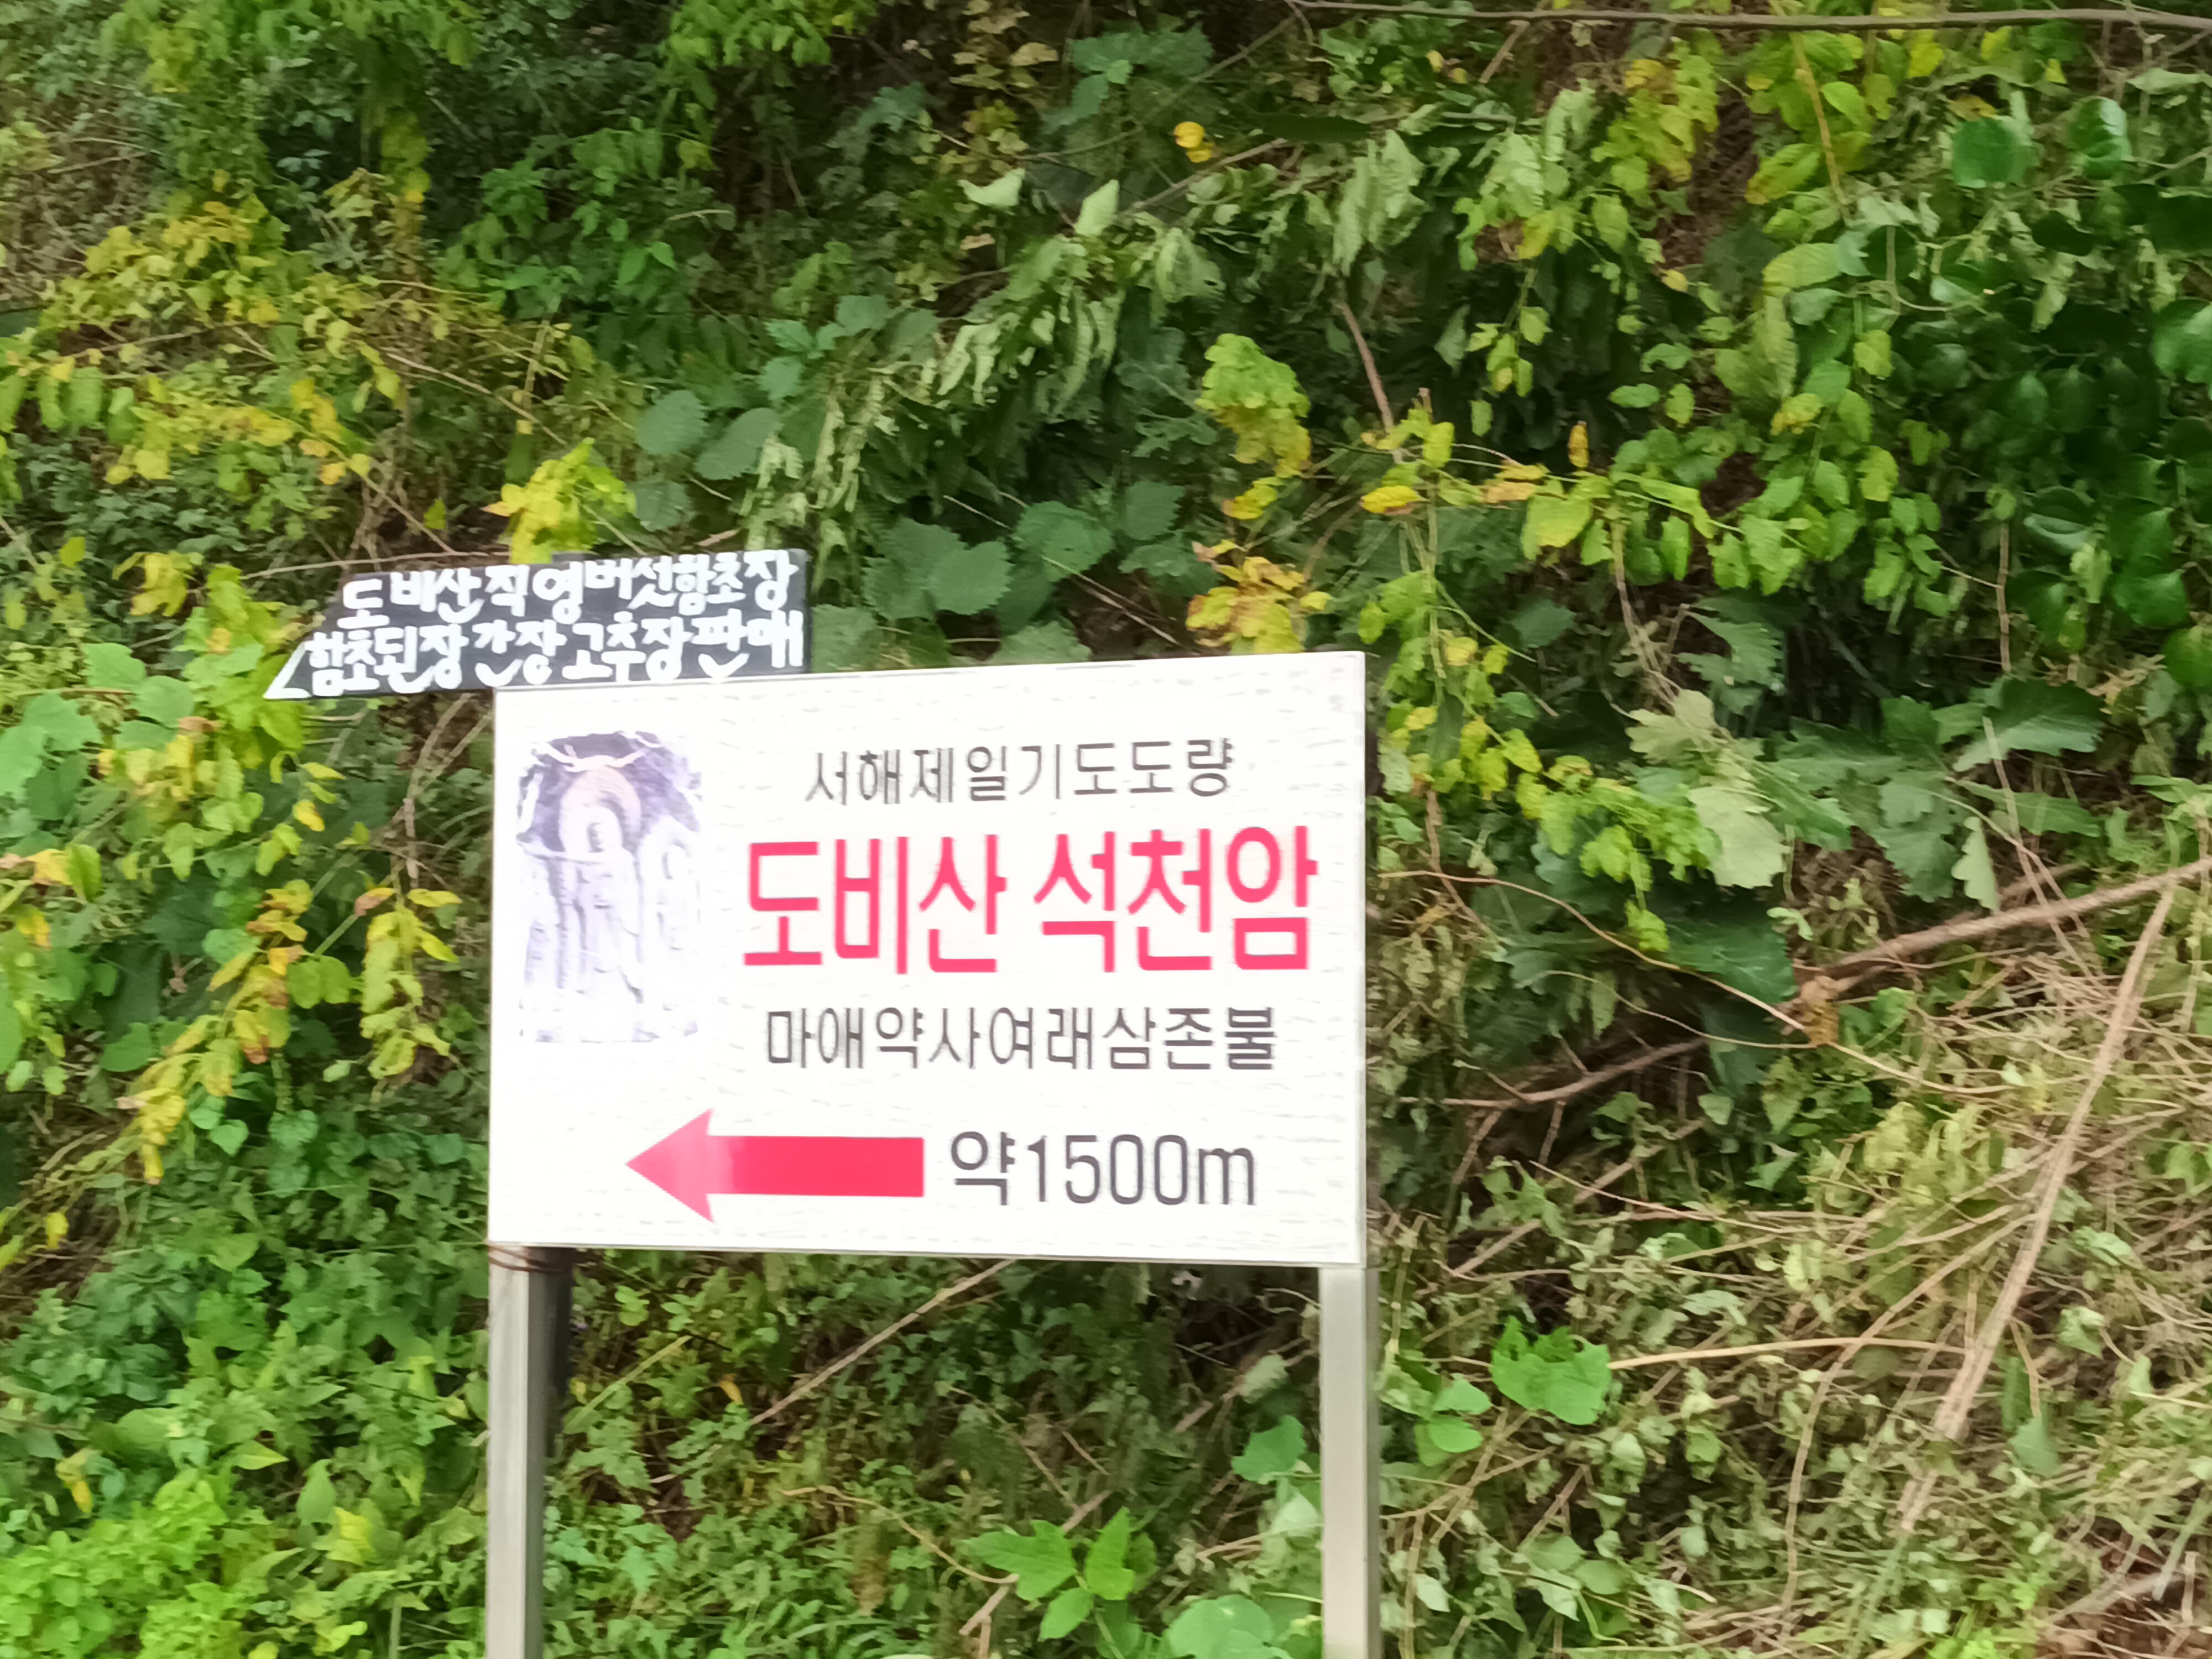 도비산직영버섯함초장
함초된장간장고추장판매
서해제일기도도량
도비산 석천암
마애약사여래삼존불
약1500m